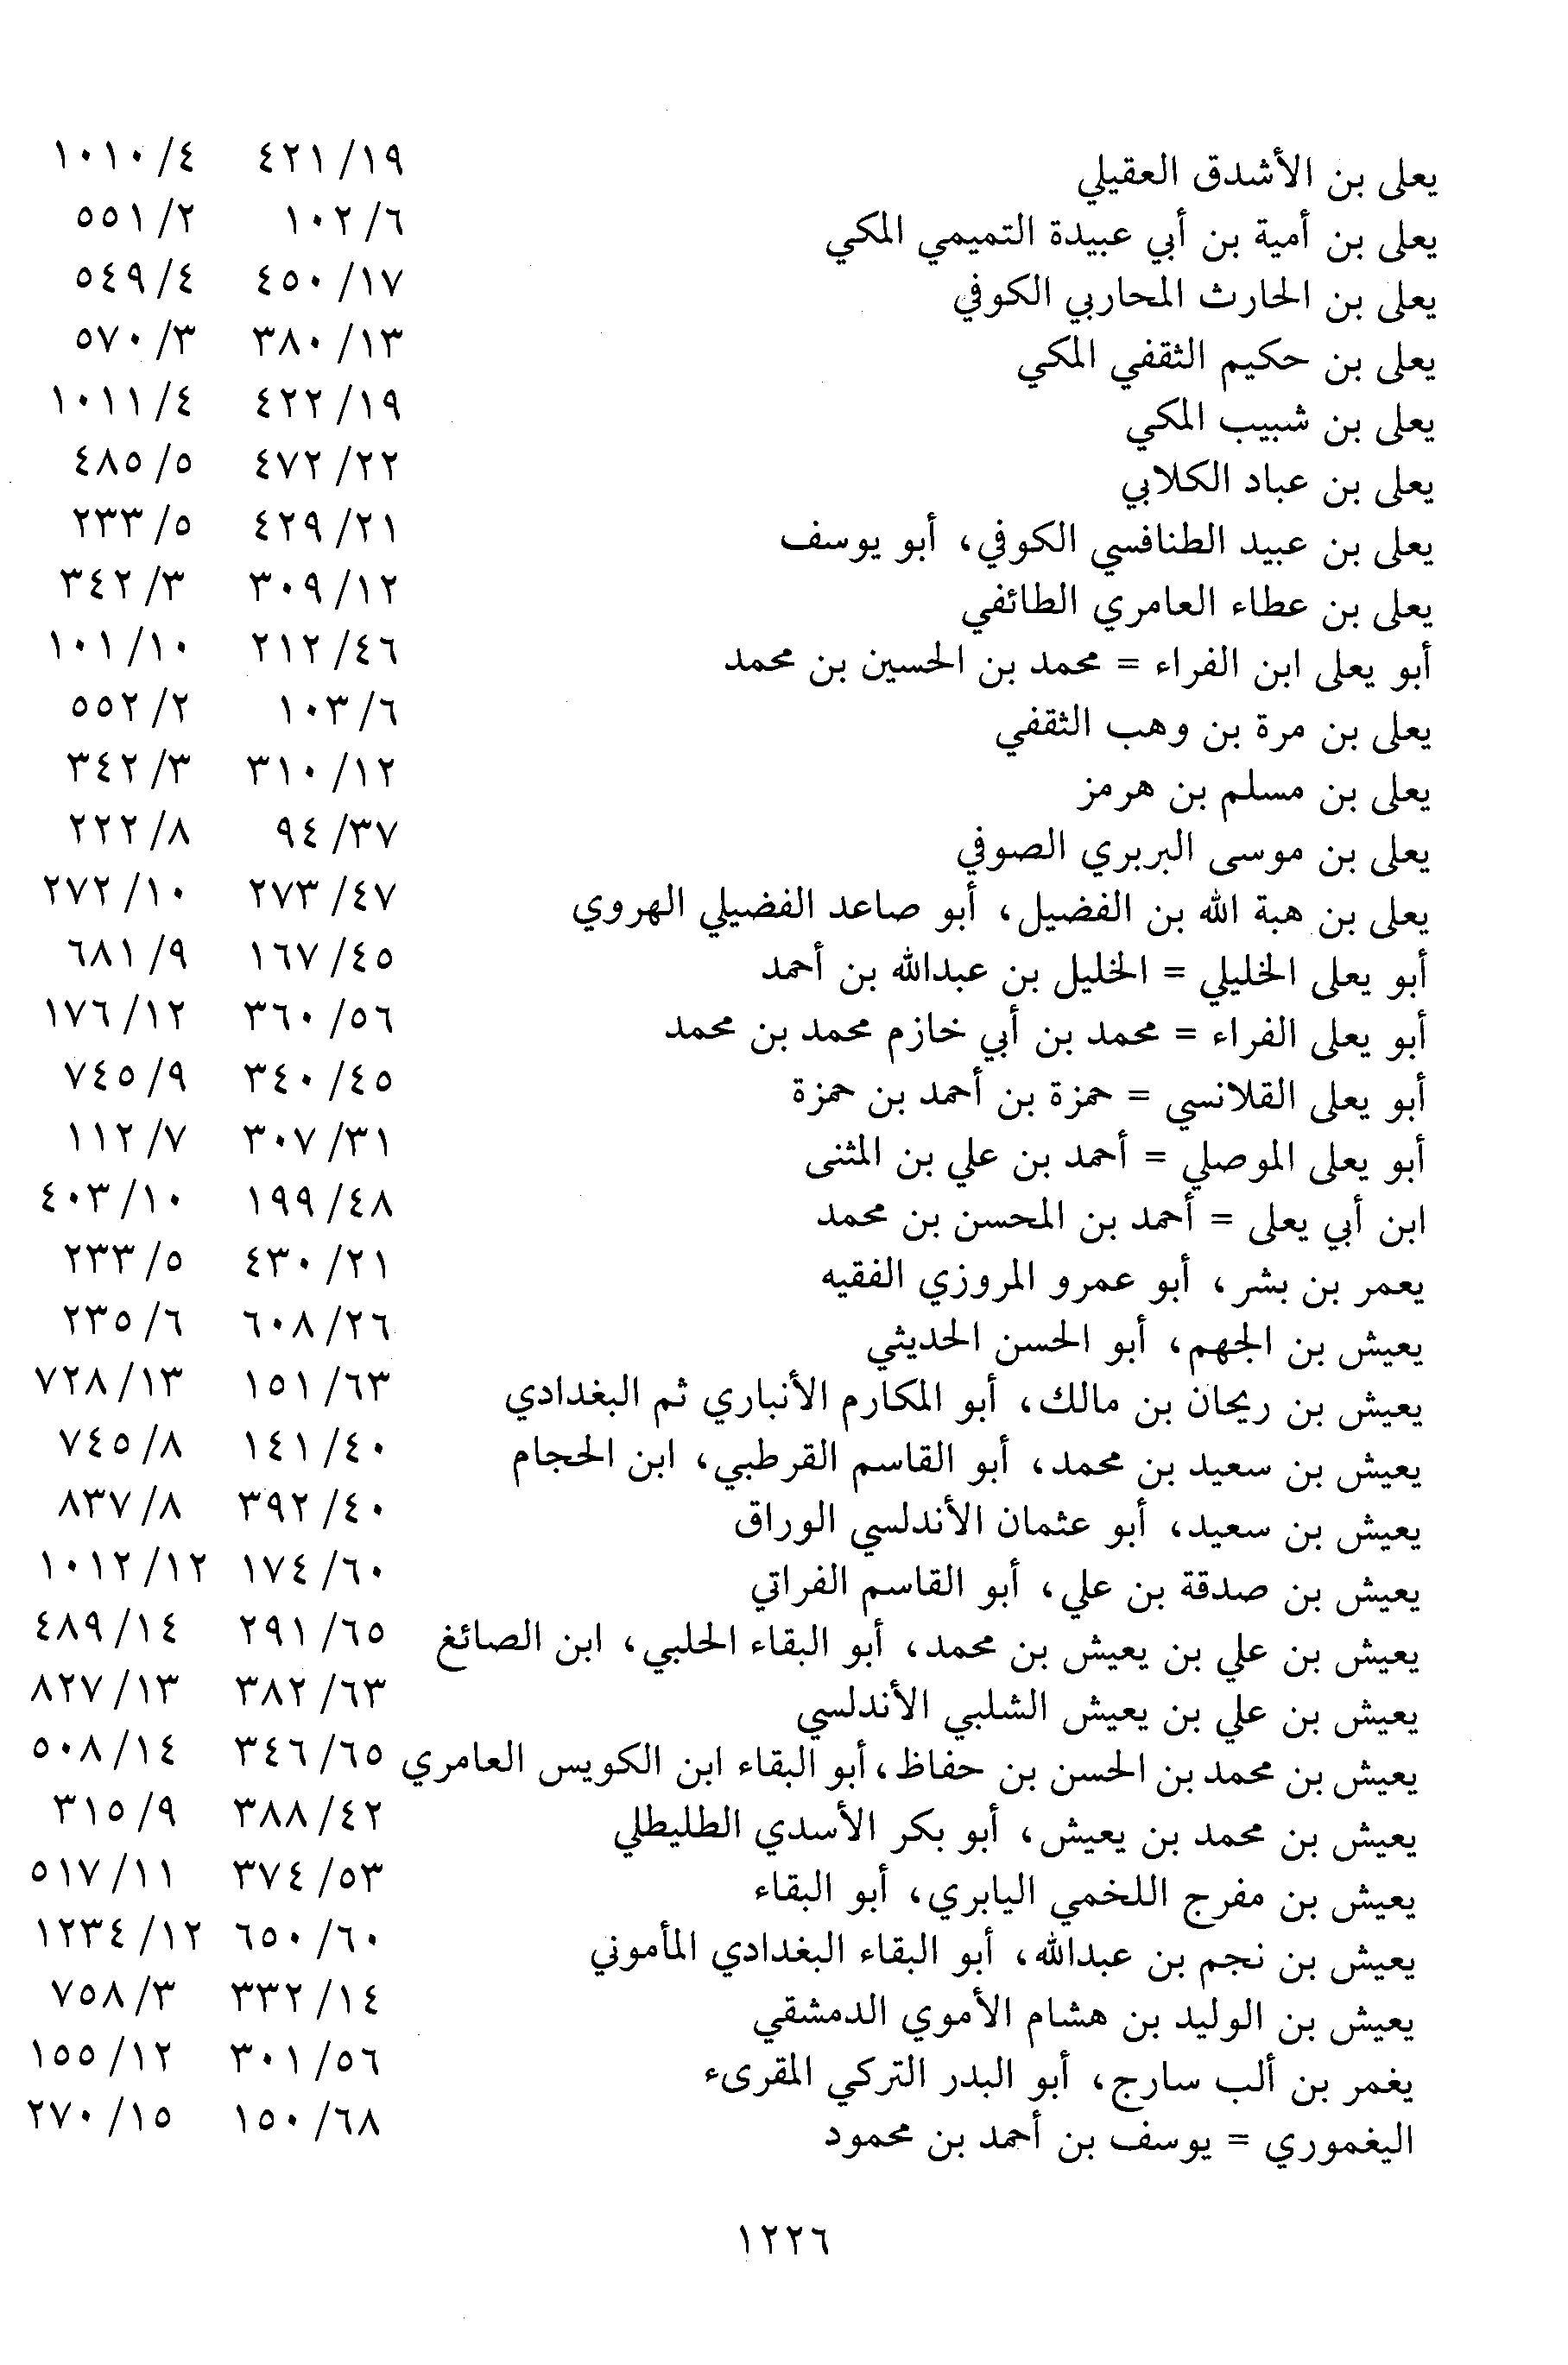 يعلى بن الأشدق العقيلي ١٩/ ٤٢١ ٤/ ١٠١٠
يعلى بن أمية بن أبي عبيدة التميمي المكي ٦/ ١٠٢ ٢/ ٥٥١
يعلى بن الحارث المحاربي الكوفي ١٧/ ٤٥٠ ٤/ ٥٤٩
يعلى بن حكيم الثقفي المكي ١٣/ ٣٨٠ ٣/ ٥٧٠
يعلى بن شبيب المكي ١٩/ ٤٢٢ ٤/ ١٠١١
يعلى بن عباد الكلابي ٢٢/ ٤٧٢ ٥/ ٤٨٥
يعلى بن عبيد الطنافسي الكوفي، أبو يوسف ٢١/ ٤٢٩ ٥/ ٢٣٣
يعلى بن عطاء العامري الطائفي ١٢/ ٣٠٩ ٣/ ٣٤٢
أبو يعلى ابن الفراء = محمد بن الحسين بن محمد ٤٦/ ٢١٢ ١٠/ ١٠١
يعلى بن مرة بن وهب الثقفي ٦/ ١٠٣ ٢/ ٥٥٢
يعلى بن مسلم بن هرمز ١٢/ ٣١٠ ٣/ ٣٤٢
يعلى بن موسى البربري الصوفي ٣٧/ ٩٤ ٨/ ٢٢٢
يعلى بن هبة الله بن الفضيل، أبو صاعد الفضيلي الهروي ٤٧/ ٢٧٣ ١٠/ ٢٧٢
أبو يعلى الخليلي = الخليل بن عبدالله بن أحمد ٤٥/ ١٦٧ ٩/ ٦٨١
أبو يعلى الفراء = محمد بن أبي خازم محمد بن محمد ٥٦/ ٣٦٠ ١٢/ ١٧٦
أبو يعلى القلانسي = حمزة بن أحمد بن حمزة ٤٥/ ٣٤٠ ٩/ ٧٤٥
أبو يعلى الموصلي = أحمد بن علي بن المثنى ٣١/ ٣٠٧ ٧/ ١١٢
ابن أبي يعلى = أحمد بن المحسن بن محمد ٤٨/ ١٩٩ ١٠/ ٤٠٣
يعمر بن بشر، أبو عمرو المروزي الفقيه ٢١/ ٤٣٠ ٥/ ٢٣٣
يعيش بن الجهم، أبو الحسن الحديثي ٢٦/ ٦٠٨ ٦/ ٢٣٥
يعيش بن ريحان بن مالك، أبو المكارم الأنباري ثم البغدادي ٦٣/ ١٥١ ١٣/ ٧٢٨
يعيش بن سعيد بن محمد، أبو القاسم القرطبي، ابن الحجام ٤٠/ ١٤١ ٨/ ٧٤٥
يعيش بن سعيد، أبو عثمان الأندلسي الوراق ٤٠/ ٣٩٢ ٨/ ٨٣٧
يعيش بن صدقة بن علي، أبو القاسم الفراتي ٦٠/ ١٧٤ ١٢/ ١٠١٢
يعيش بن علي بن يعيش بن محمد، أبو البقاء الحلبي، ابن الصائغ ٦٥/ ٢٩١ ١٤/ ٤٨٩
يعيش بن علي بن يعيش الشلبي الأندلسي ٦٣/ ٣٨٢ ١٣/ ٨٢٧
يعيش بن محمد بن الحسن بن حفاظ، أبو البقاء ابن الكويس العامري ٦٥/ ٣٤٦ ١٤/ ٥٠٨
يعيش بن محمد بن يعيش، أبو بكر الأسدي الطليطلي ٤٢/ ٣٨٨ ٩/ ٣١٥
يعيش بن مفرج اللخمي اليابري، أبو البقاء ٥٣/ ٣٧٤ ١١/ ٥١٧
يعيش بن نجم بن عبدالله، أبو البقاء البغدادي المأموني ٦٠/ ٦٥٠ ١٢/ ١٢٣٤
يعيش بن الوليد بن هشام الأموي الدمشقي ١٤/ ٣٣٢ ٣/ ٧٥٨
يغمر بن ألب سارج، أبو البدر التركي المقرىء ٥٦/ ٣٠١ ١٢/ ١٥٥
اليغموري = يوسف بن أحمد بن محمود ٦٨/ ١٥٠ ١٥/ ٢٧٠
١٢٢٦